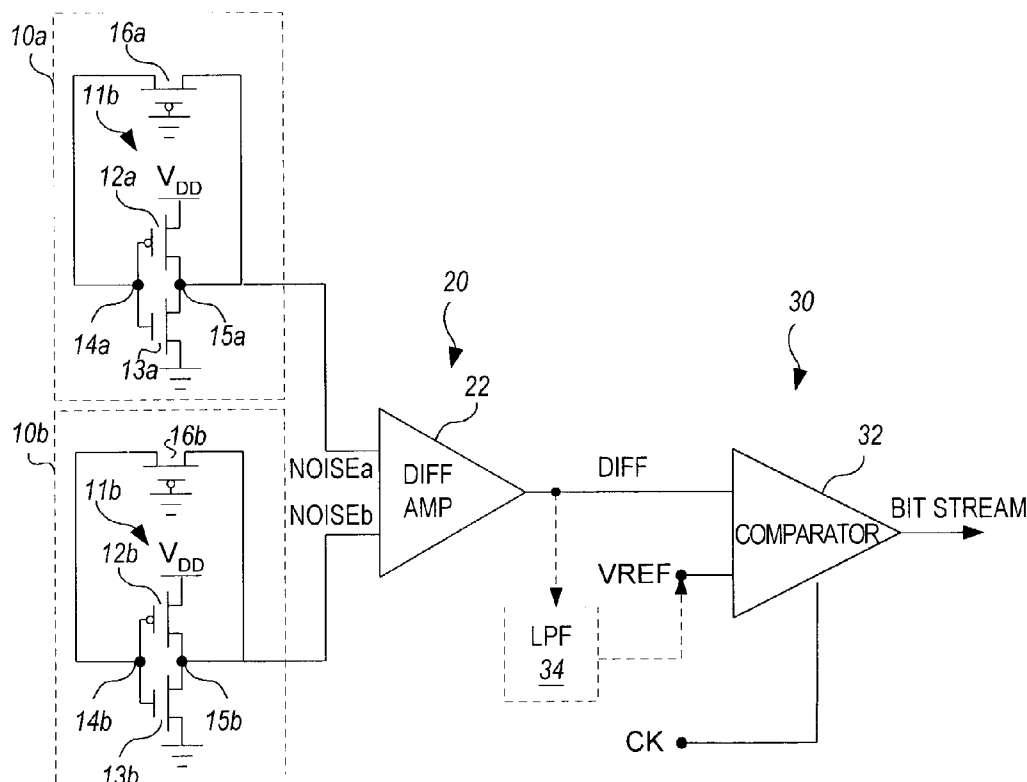 10a
16a
11b
12a
VDD
14a
15a
13a
10b
16b
11b
12b
VDD
14b
15b
13b
NOISEa
NOISEb
20
22
DIFF
AMP
DIFF
30
32
COMPARATOR
BIT STREAM
VREF
LPF
34
CK